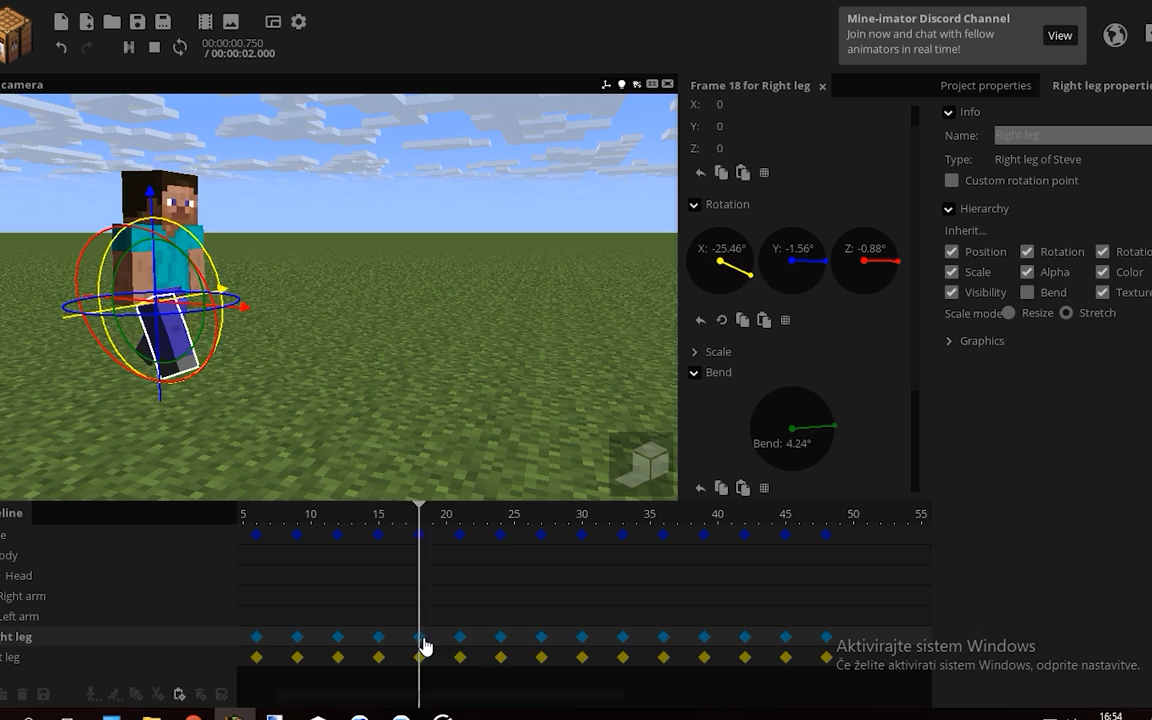 00:00:00.750
/ 00:00:02.000
Mine-imator Discord Channel
Join now and chat with fellow
animators in real time!
View
camera
Frame 18 for Right leg
X: 0
Y: 0
Z: 0
Rotation
X: -25.46° Y: -1.56° Z: -0.88°
Scale
Bend
Bend: 4.24°
Project properties Right leg properti
Info
Name: Right leg
Type: Right leg of Steve
Custom rotation point
Hierarchy
Inherit...
Position Rotation Rotatio
Scale Alpha Color
Visibility Bend Texture
Scale mode Resize Stretch
Graphics
eline
5 10 15 20 25 30 35 40 45 50 55
e
ody
Head
Right arm
Left arm
ht leg
t leg
Aktivirajte sistem Windows
Če želite aktivirati sistem Windows, odprite nastavitve.
16:54